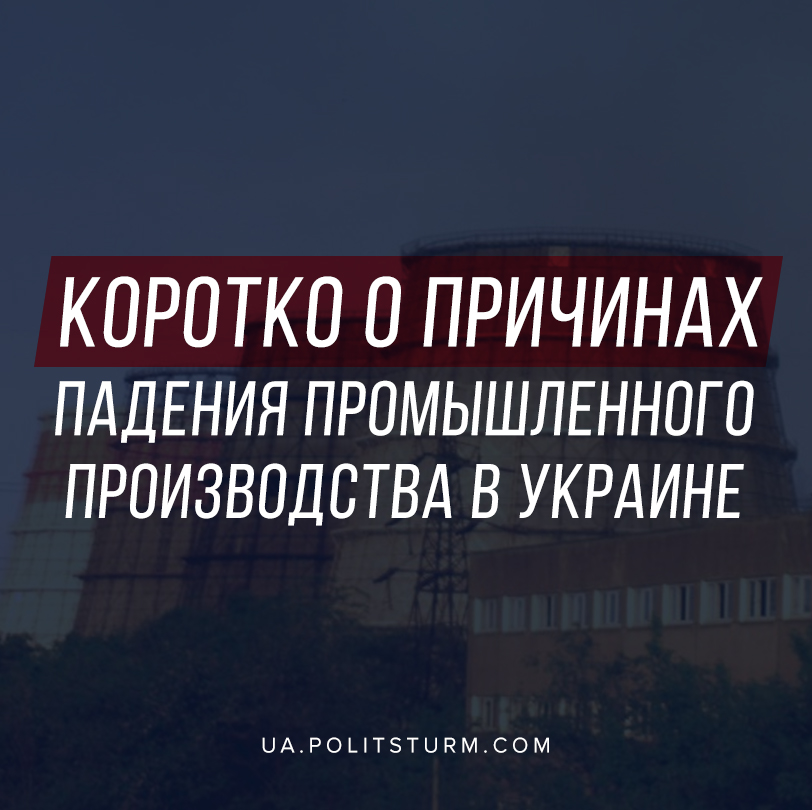 КОРОТКО О ПРИЧИНАХ
ПАДЕНИЯ ПРОМЫШЛЕННОГО
ПРОИЗВОДСТВА В УКРАИНЕ
UA.POLITSTURM.COM